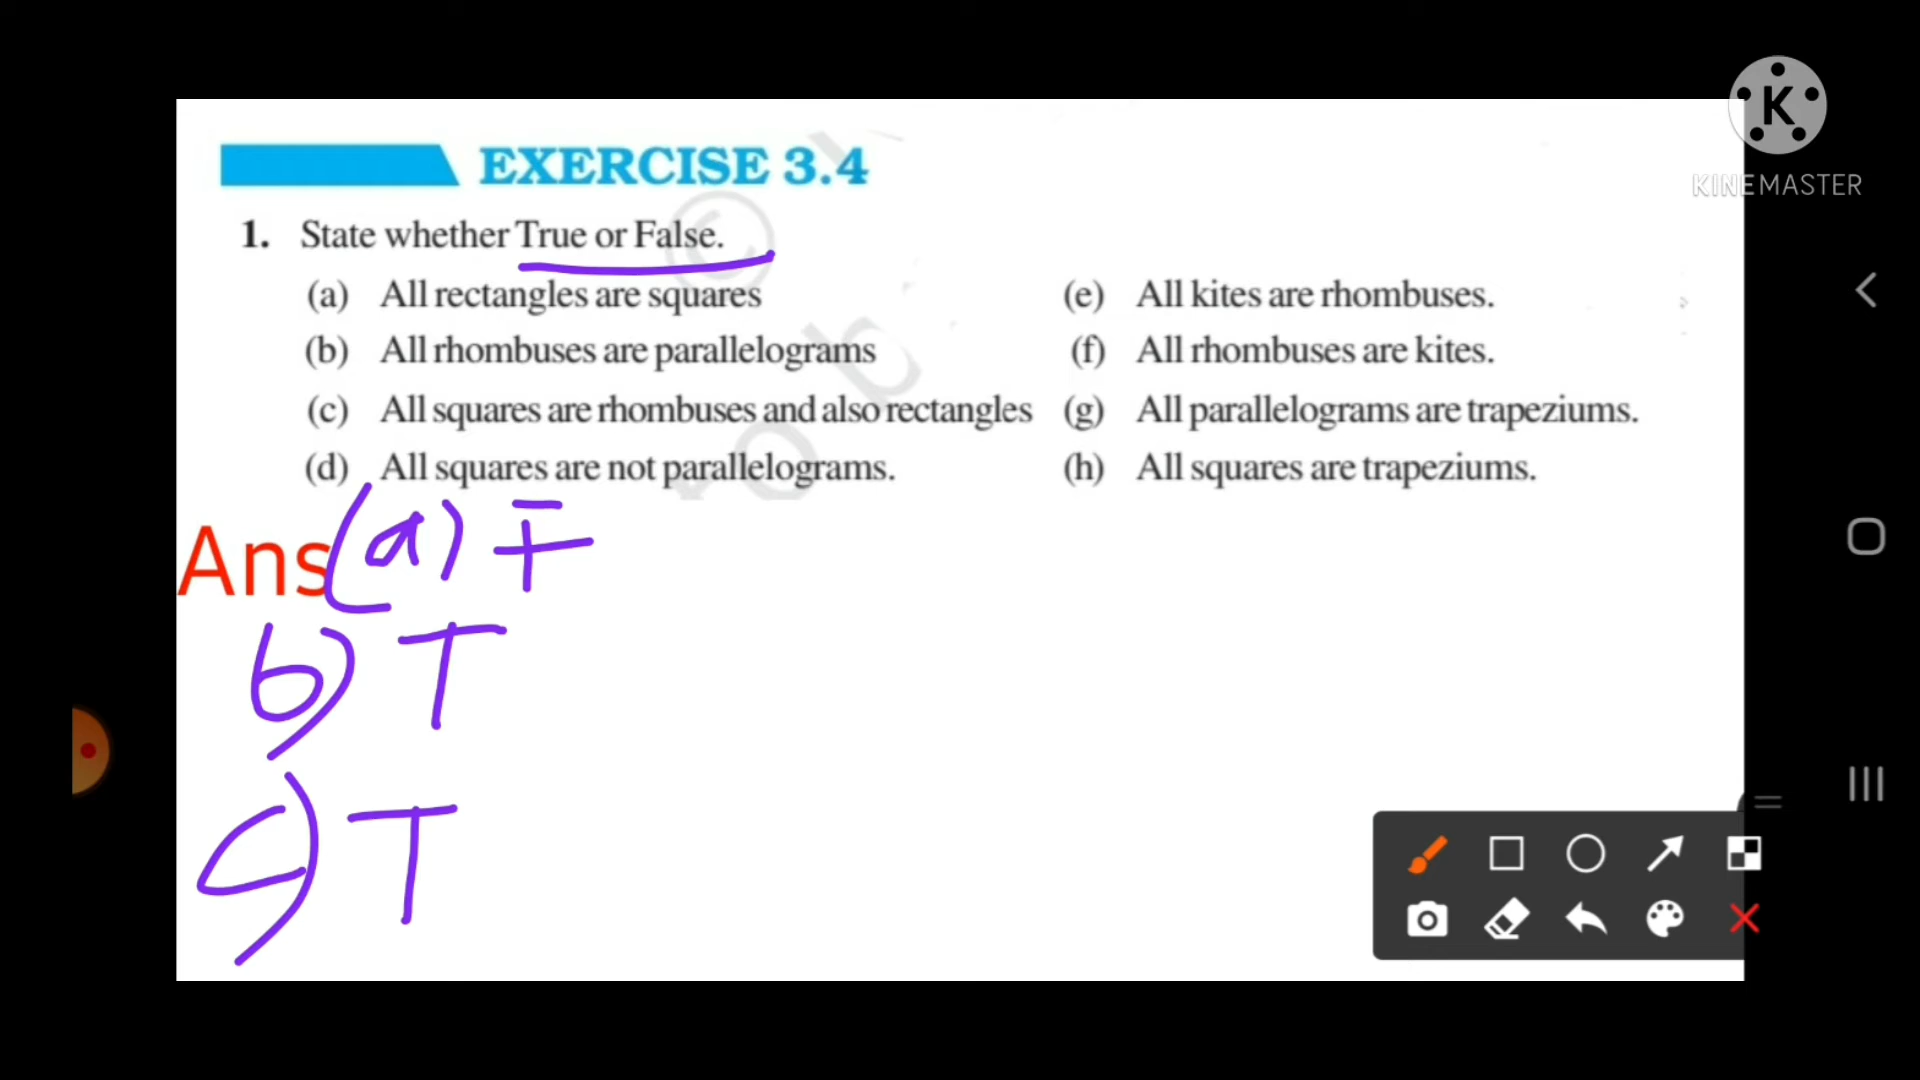 EXERCISE 3.4
1. State whether True or False.
(a) All rectangles are squares
(b) All rhombuses are parallelograms
(c) All squares are rhombuses and also rectangles
(d) All squares are not parallelograms.
(e) All kites are rhombuses.
(f) All rhombuses are kites.
(g) All parallelograms are trapeziums.
(h) All squares are trapeziums.
Ans (a) F
b) T
c) T
K
KINEMASTER